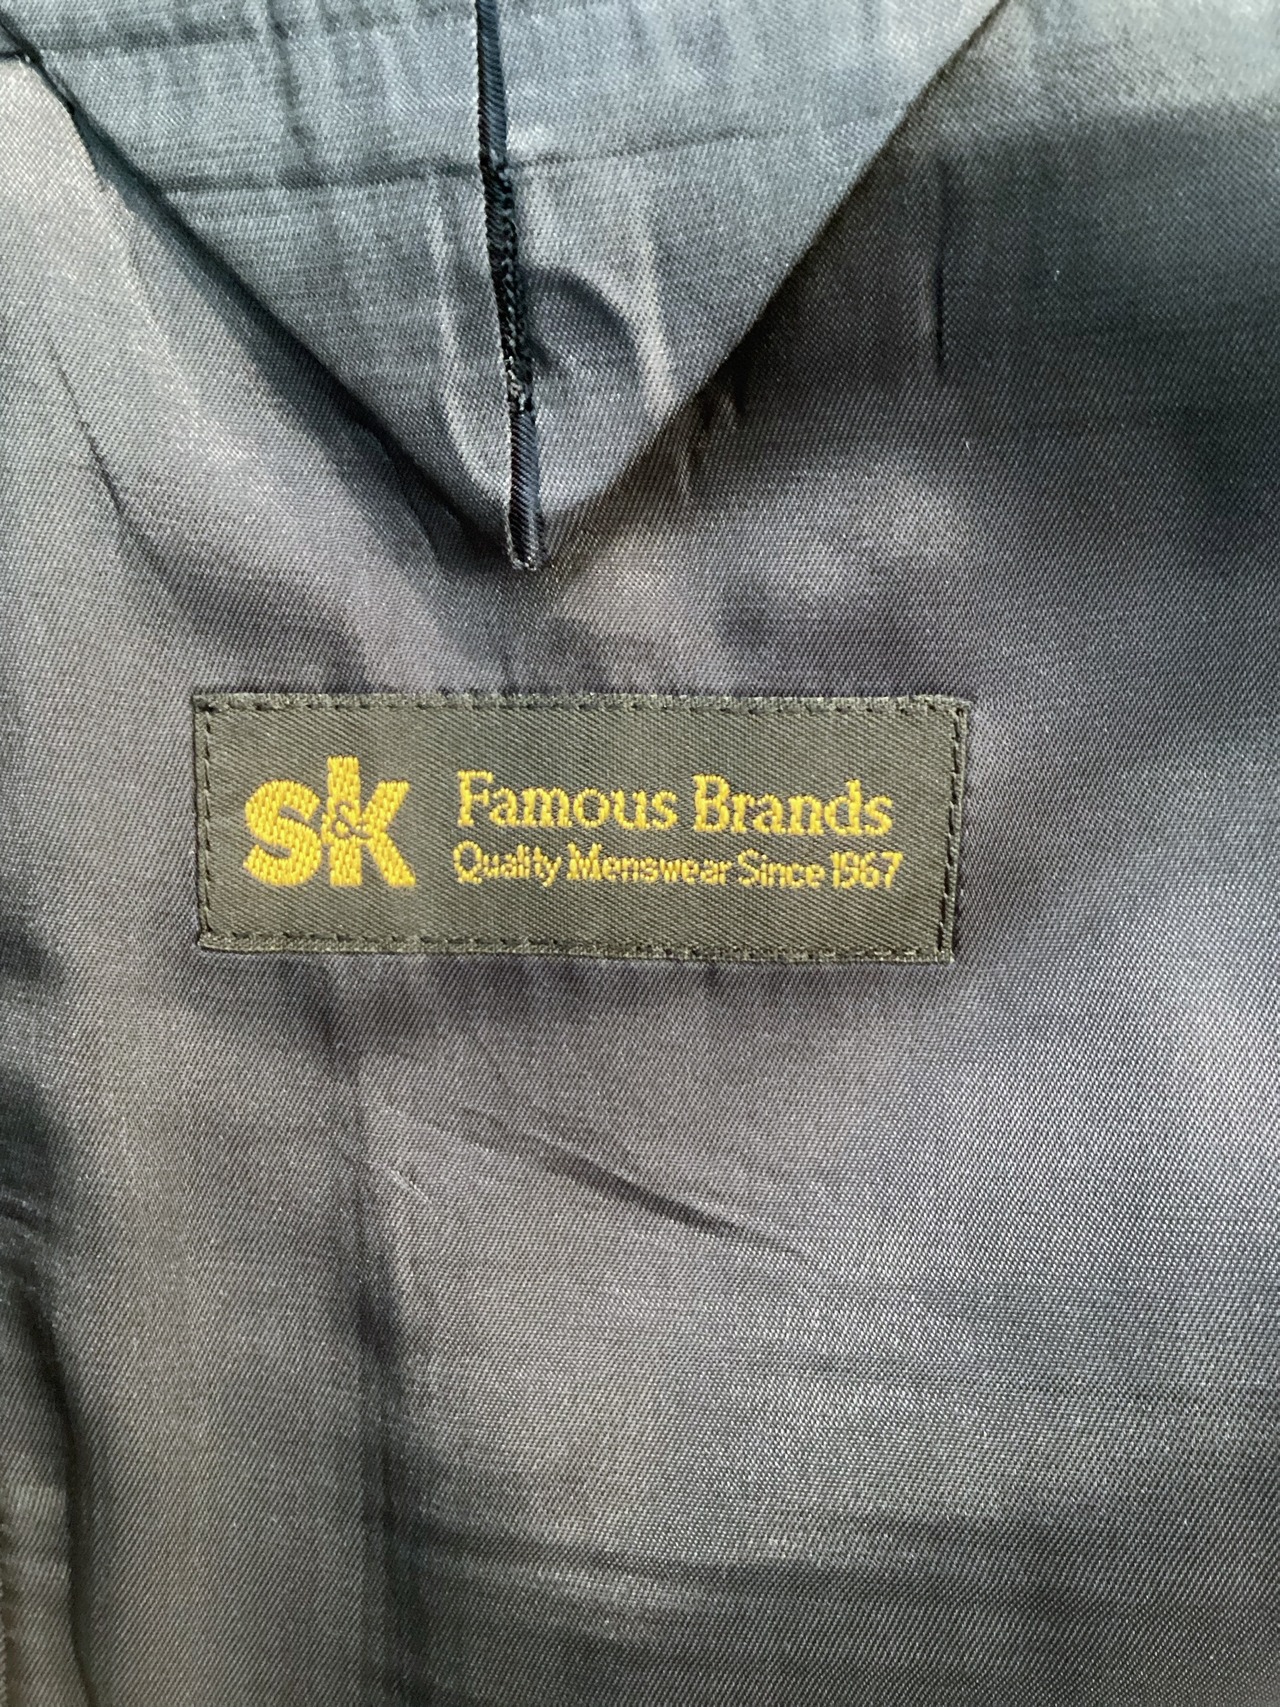 S&K
Famous Brands
Quality Menswear Since 1967